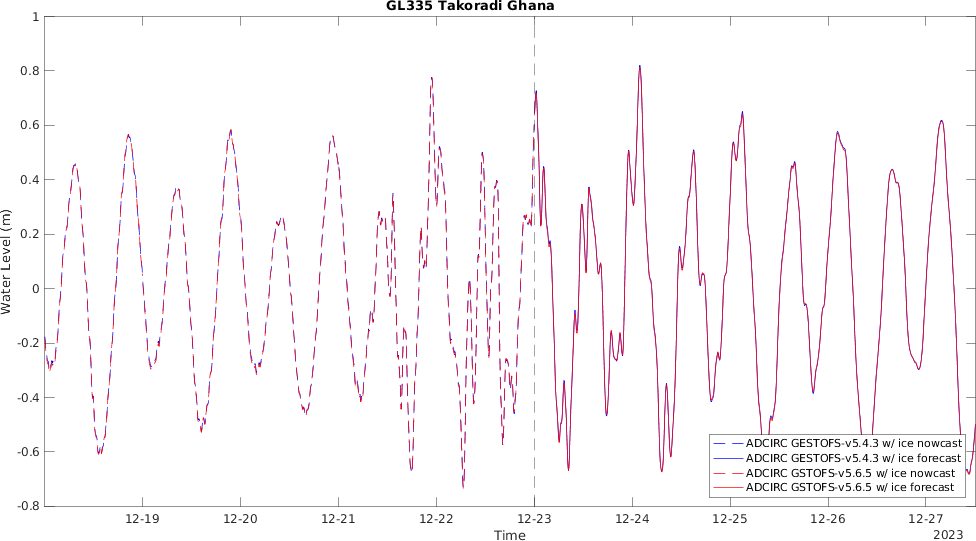 GL335 Takoradi Ghana
Water Level (m)
1
0.8
0.6
0.4
0.2
0
-0.2
-0.4
-0.6
-0.8
12-19
12-20
12-21
12-22
12-23
12-24
12-25
12-26
12-27
2023
Time
ADCIRC GESTOFS-v5.4.3 w/ ice nowcast
ADCIRC GESTOFS-v5.4.3 w/ ice forecast
ADCIRC GSTOFS-v5.6.5 w/ ice nowcast
ADCIRC GSTOFS-v5.6.5 w/ ice forecast